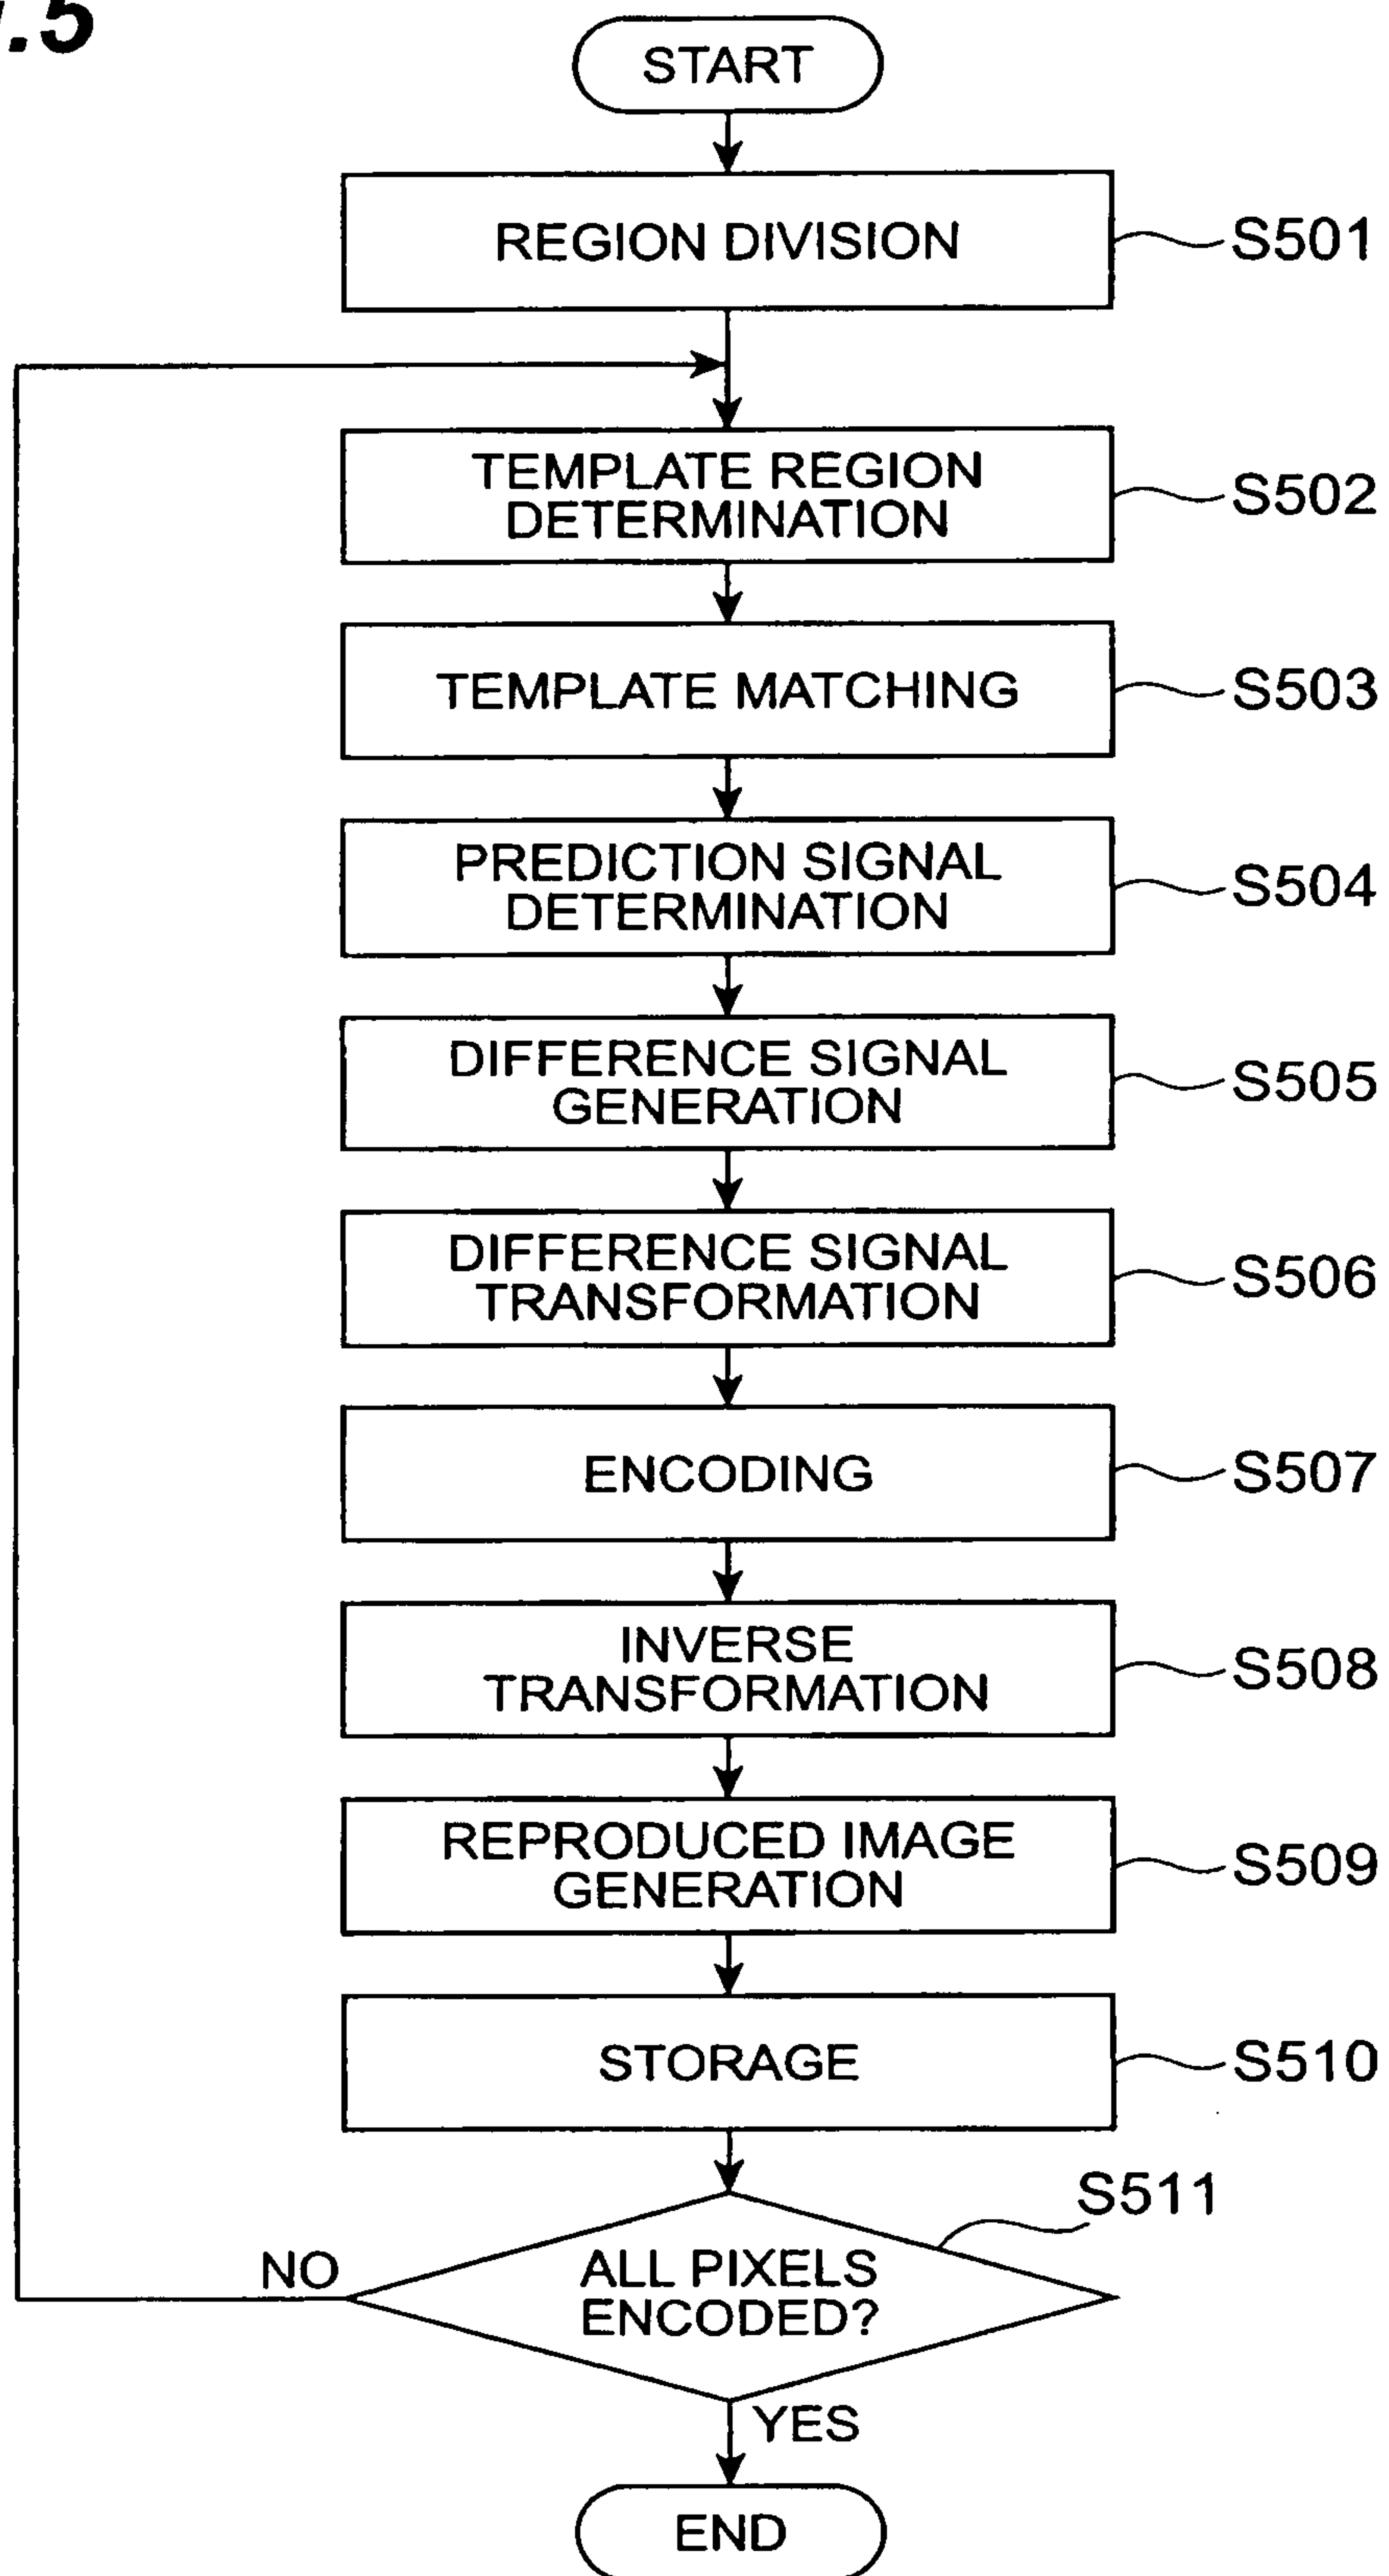 .5
START
REGION DIVISION
S501
TEMPLATE REGION
DETERMINATION
S502
TEMPLATE MATCHING
S503
PREDICTION SIGNAL
DETERMINATION
S504
DIFFERENCE SIGNAL
GENERATION
S505
DIFFERENCE SIGNAL
TRANSFORMATION
S506
ENCODING
S507
INVERSE
TRANSFORMATION
S508
REPRODUCED IMAGE
GENERATION
S509
STORAGE
S510
S511
NO
ALL PIXELS
ENCODED?
YES
END